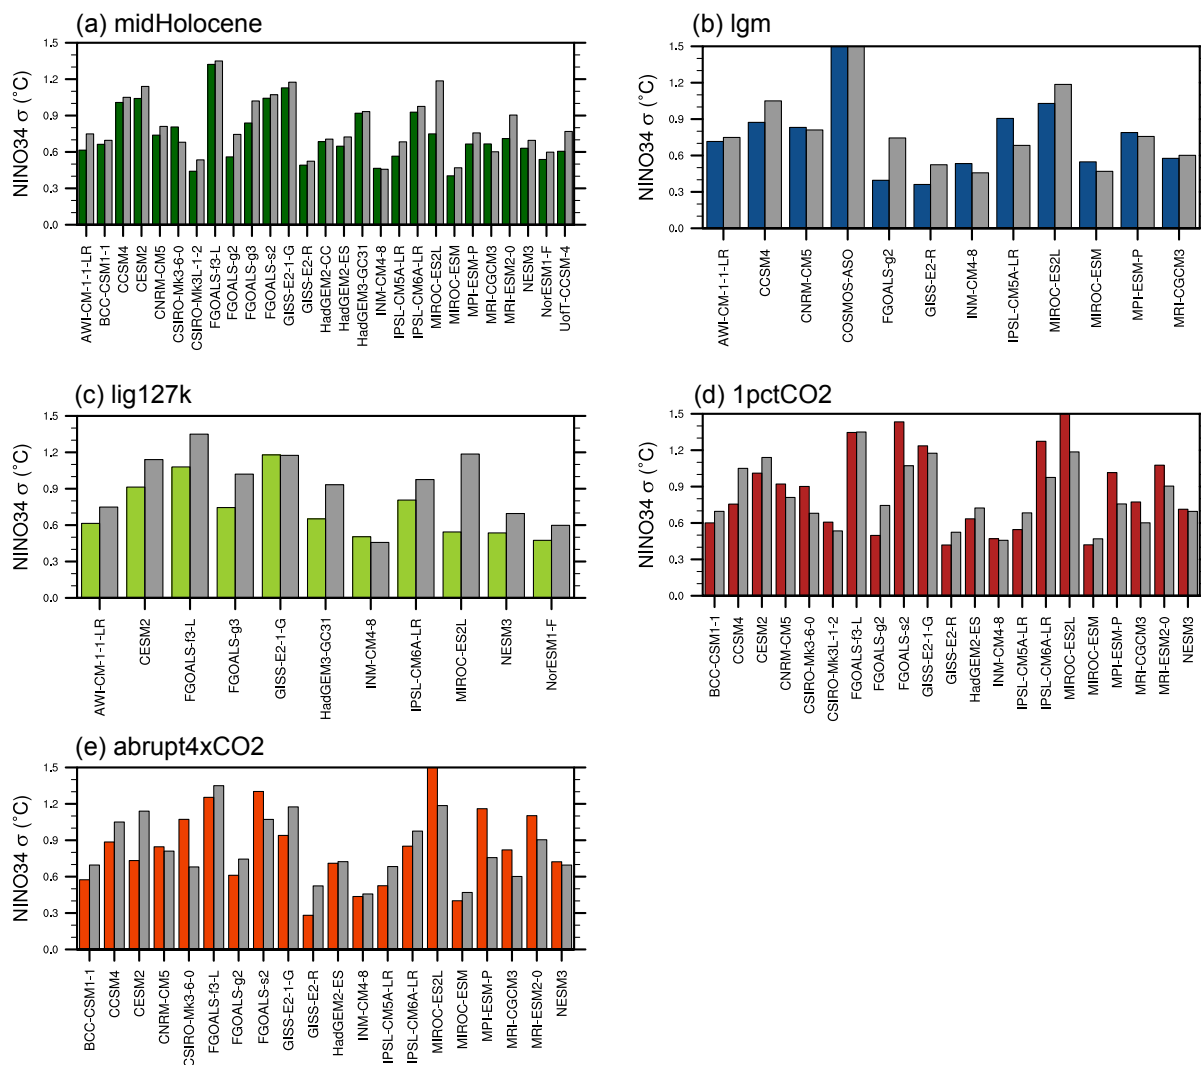 (a) midHolocene
NINO34 σ (°C)
1.5
1.2
0.9
0.6
0.3
0.0
AWI-CM-1-1-LR
BCC-CSM1-1
CCSM4
CESM2
CNRM-CM5
CSIRO-Mk3-6-0
CSIRO-Mk3L-1-2
FGOALS-f3-L
FGOALS-g2
FGOALS-g3
FGOALS-s2
GISS-E2-1-G
GISS-E2-R
HadGEM2-CC
HadGEM2-ES
HadGEM3-GC31
INM-CM4-8
IPSL-CM5A-LR
IPSL-CM6A-LR
MIROC-ES2L
MIROC-ESM
MPI-ESM-P
MRI-CGCM3
MRI-ESM2-0
NESM3
NorESM1-F
UofT-CCSM-4
(b) lgm
NINO34 σ (°C)
1.5
1.2
0.9
0.6
0.3
0.0
AWI-CM-1-1-LR
CCSM4
CNRM-CM5
COSMOS-ASO
FGOALS-g2
GISS-E2-R
INM-CM4-8
IPSL-CM5A-LR
MIROC-ES2L
MIROC-ESM
MPI-ESM-P
MRI-CGCM3
(c) lig127k
NINO34 σ (°C)
1.5
1.2
0.9
0.6
0.3
0.0
AWI-CM-1-1-LR
CESM2
FGOALS-f3-L
FGOALS-g3
GISS-E2-1-G
HadGEM3-GC31
INM-CM4-8
IPSL-CM6A-LR
MIROC-ES2L
NESM3
NorESM1-F
(d) 1pctCO2
NINO34 σ (°C)
1.5
1.2
0.9
0.6
0.3
0.0
BCC-CSM1-1
CCSM4
CESM2
CNRM-CM5
CSIRO-Mk3-6-0
CSIRO-Mk3L-1-2
FGOALS-f3-L
FGOALS-g2
FGOALS-s2
GISS-E2-1-G
GISS-E2-R
HadGEM2-ES
INM-CM4-8
IPSL-CM5A-LR
IPSL-CM6A-LR
MIROC-ES2L
MIROC-ESM
MPI-ESM-P
MRI-CGCM3
MRI-ESM2-0
NESM3
(e) abrupt4xCO2
NINO34 σ (°C)
1.5
1.2
0.9
0.6
0.3
0.0
BCC-CSM1-1
CCSM4
CESM2
CNRM-CM5
CSIRO-Mk3-6-0
FGOALS-f3-L
FGOALS-g2
FGOALS-s2
GISS-E2-1-G
GISS-E2-R
HadGEM2-ES
INM-CM4-8
IPSL-CM5A-LR
IPSL-CM6A-LR
MIROC-ES2L
MIROC-ESM
MPI-ESM-P
MRI-CGCM3
MRI-ESM2-0
NESM3